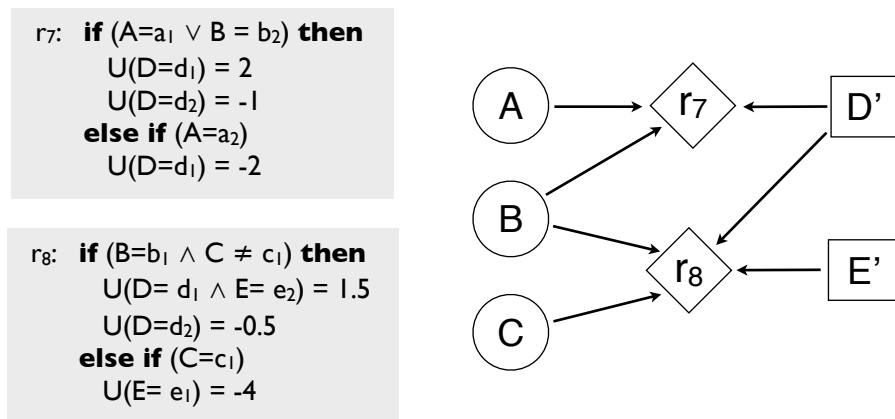 r₇: if (A=a₁ ∨ B = b₂) then
U(D=d₁) = 2
U(D=d₂) = -1
else if (A=a₂)
U(D=d₁) = -2
r₈: if (B=b₁ ∧ C ≠ c₁) then
U(D= d₁ ∧ E= e₂) = 1.5
U(D=d₂) = -0.5
else if (C=c₁)
U(E= e₁) = -4
A
r₇
D'
B
r₈
E'
C